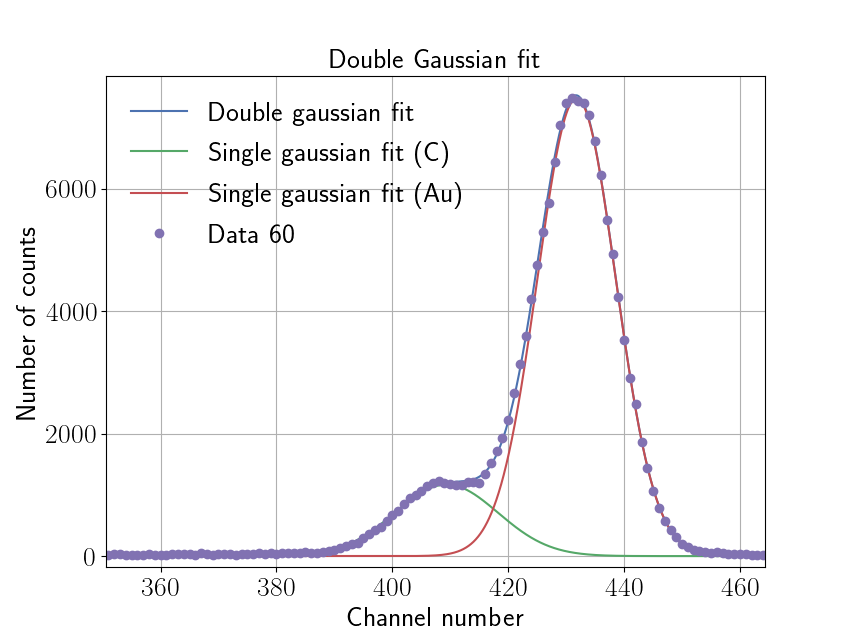 Double Gaussian fit
Double gaussian fit
Single gaussian fit (C)
Single gaussian fit (Au)
Data 60
6000
4000
2000
0
Number of counts
360 380 400 420 440 460
Channel number